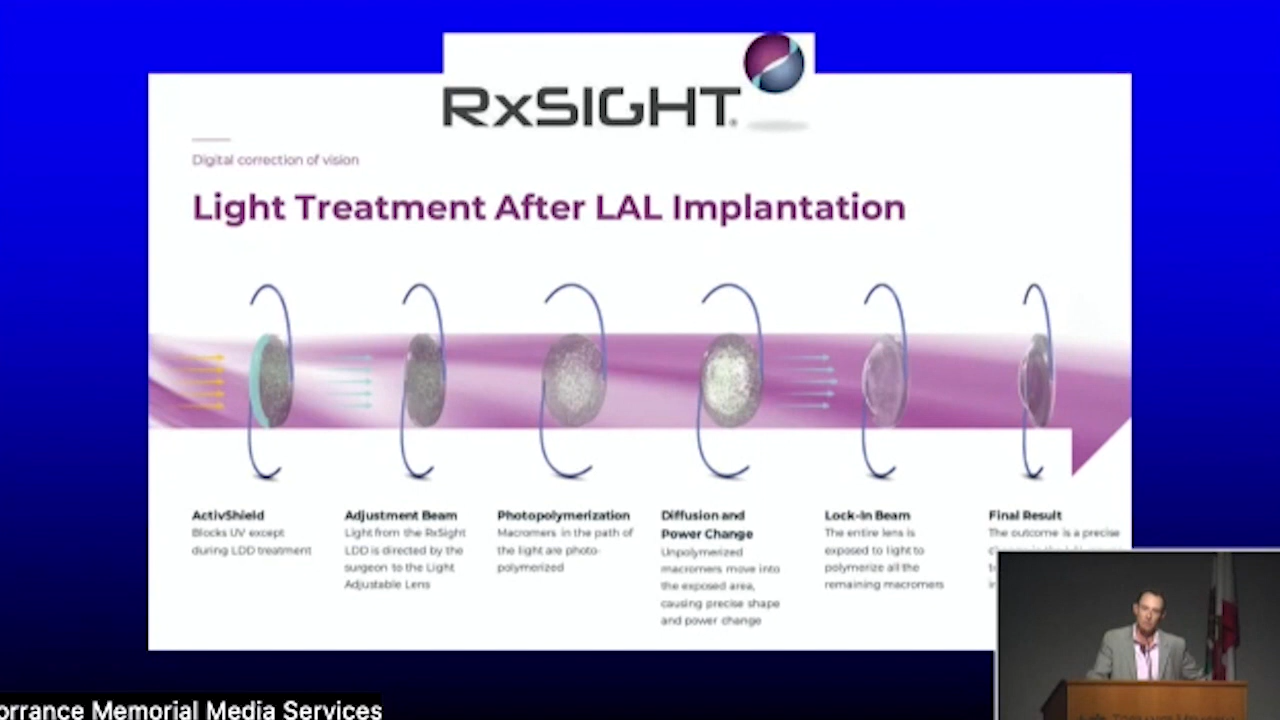 RxSIGHT
Digital correction of vision
Light Treatment After LAL Implantation
ActivShield
Blocks UV except
during LDD treatment
Adjustment Beam
Light from the RxSight
LDD is directed by the
surgeon to the Light
Adjustable Lens
Photopolymerization
Macromers in the path of
the light are photo-
polymerized
Diffusion and
Power Change
Unpolymerized
macromers move into
the exposed area,
causing precise shape
and power change
Lock-In Beam
The entire lens is
exposed to light to
polymerize all the
remaining macromers
Final Result
The outcome is a precise
orrance Memorial Media Services